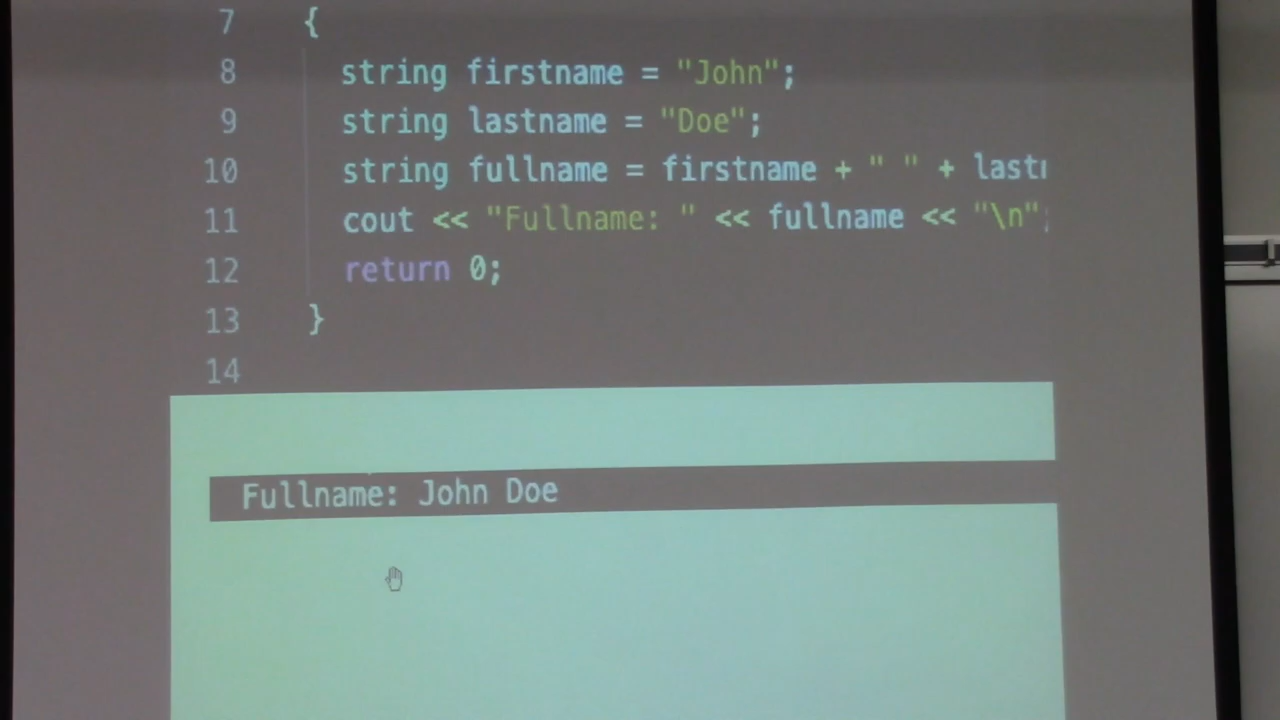 7 {
8 string firstname = "John";
9 string lastname = "Doe";
10 string fullname = firstname + " " +
11 cout << "Fullname: " << fullname << "\n";
12 return 0;
13 }
14
Fullname: John Doe